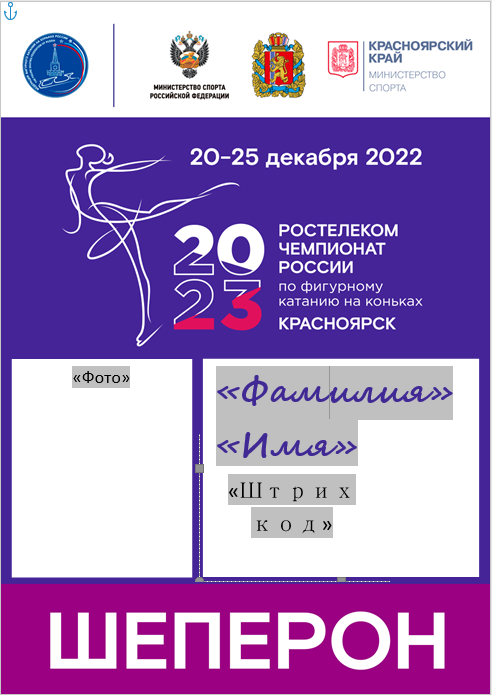 МИНИСТЕРСТВО СПОРТА
РОССИЙСКОЙ ФЕДЕРАЦИИ
КРАСНОЯРСКИЙ
КРАЙ
МИНИСТЕРСТВО
СПОРТА
20–25 декабря 2022
2023
РОСТЕЛЕКОМ
ЧЕМПИОНАТ
РОССИИ
по фигурному
катанию на коньках
КРАСНОЯРСК
«Фото»
«Фамилия»
«Имя»
«Штрих
код»
ШЕПЕРОН